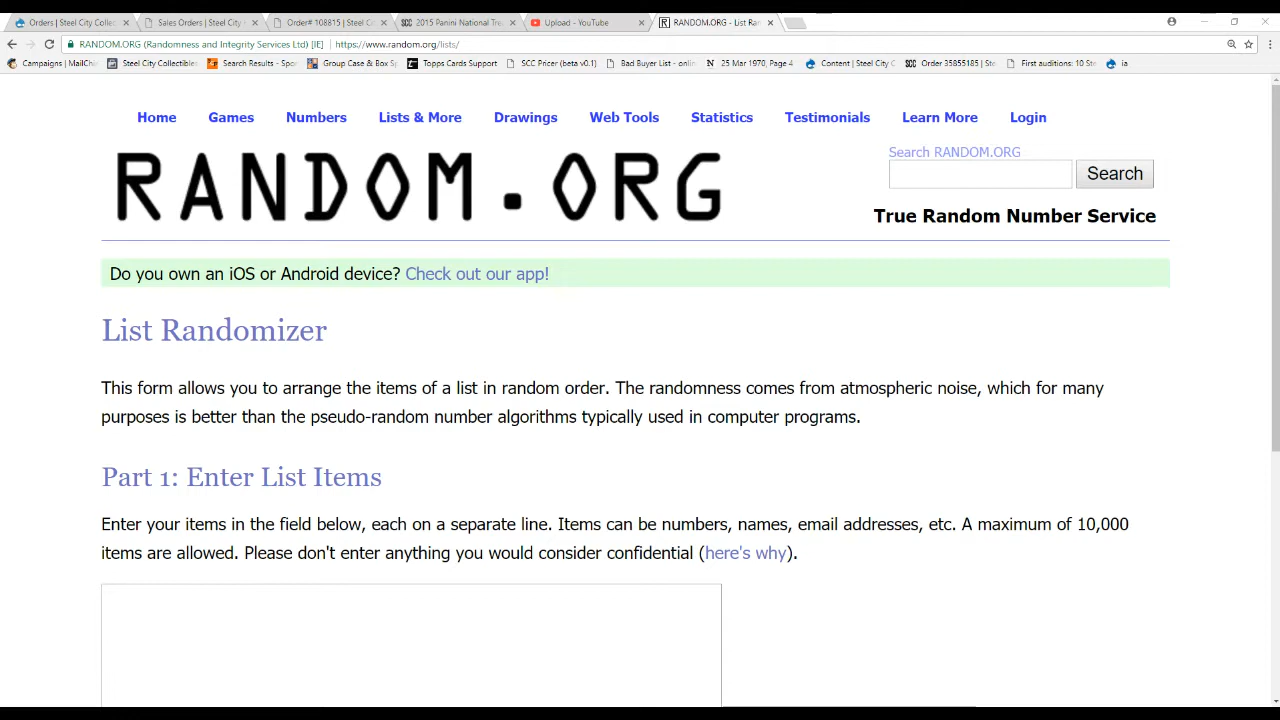 Orders | Steel City Colle
Sales Orders | Steel City
Order# 108815 | Steel C
2015 Panini National Tre
Upload - YouTube
RANDOM.ORG - List Ra
RANDOM.ORG (Randomness and Integrity Services Ltd) [IE] https://www.random.org/lists/
Campaigns | MailChi
Steel City Collectibles
Search Results - Spo
Group Case & Box S
Topps Cards Support
SCC Pricer (beta v0.1)
Bad Buyer List - onli
25 Mar 1970, Page 4
Content | Steel City C
Order 35855185 | Ste
First auditions: 10 Ste
ia
Home Games Numbers Lists & More Drawings Web Tools Statistics Testimonials Learn More Login
RANDOM.ORG
Search RANDOM.ORG
Search
True Random Number Service
Do you own an iOS or Android device? Check out our app!
List Randomizer
This form allows you to arrange the items of a list in random order. The randomness comes from atmospheric noise, which for many
purposes is better than the pseudo-random number algorithms typically used in computer programs.
Part 1: Enter List Items
Enter your items in the field below, each on a separate line. Items can be numbers, names, email addresses, etc. A maximum of 10,000
items are allowed. Please don't enter anything you would consider confidential (here's why).